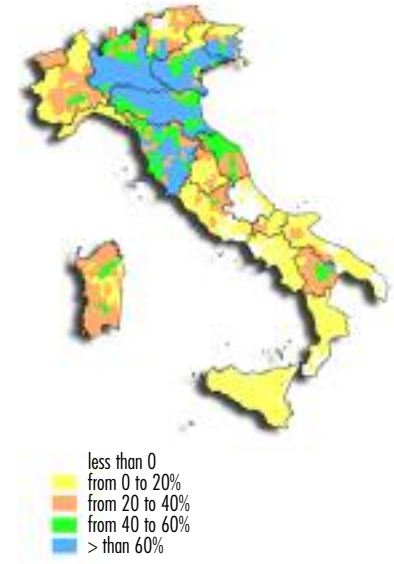 less than 0
from 0 to 20%
from 20 to 40%
from 40 to 60%
> than 60%